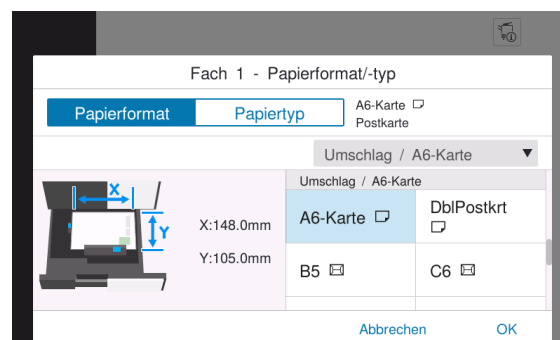 Fach 1 - Papierformat/-typ
Papierformat
Papiertyp
A6-Karte
Postkarte
Umschlag / A6-Karte
Umschlag / A6-Karte
X
Y
X:148.0mm
Y:105.0mm
A6-Karte
DblPostkrt
B5
C6
Abbrechen
OK